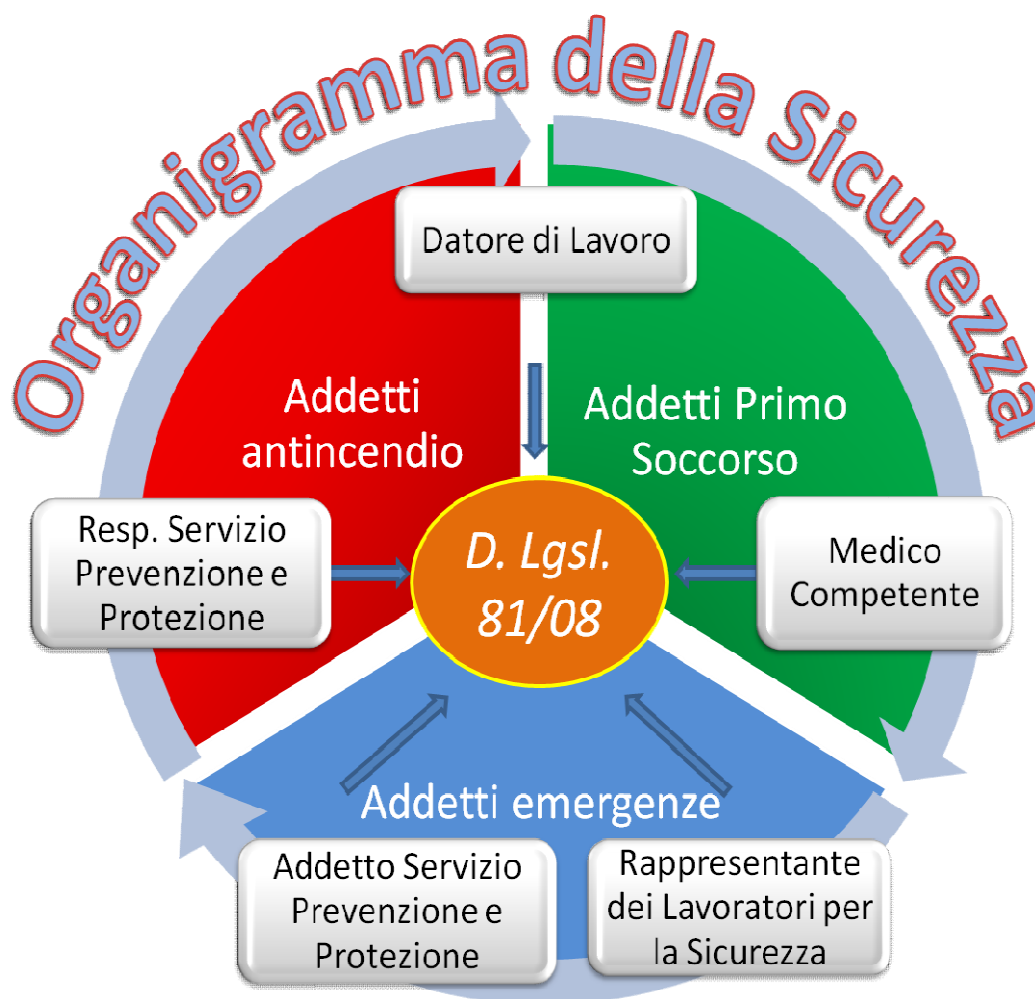 Organigramma della Sicurezza
Datore di Lavoro
Addetti
antincendio
Addetti Primo
Soccorso
Resp. Servizio
Prevenzione e
Protezione
D. Lgsl.
81/08
Medico
Competente
Addetti emergenze
Addetto Servizio
Prevenzione e
Protezione
Rappresentante
dei Lavoratori per
la Sicurezza